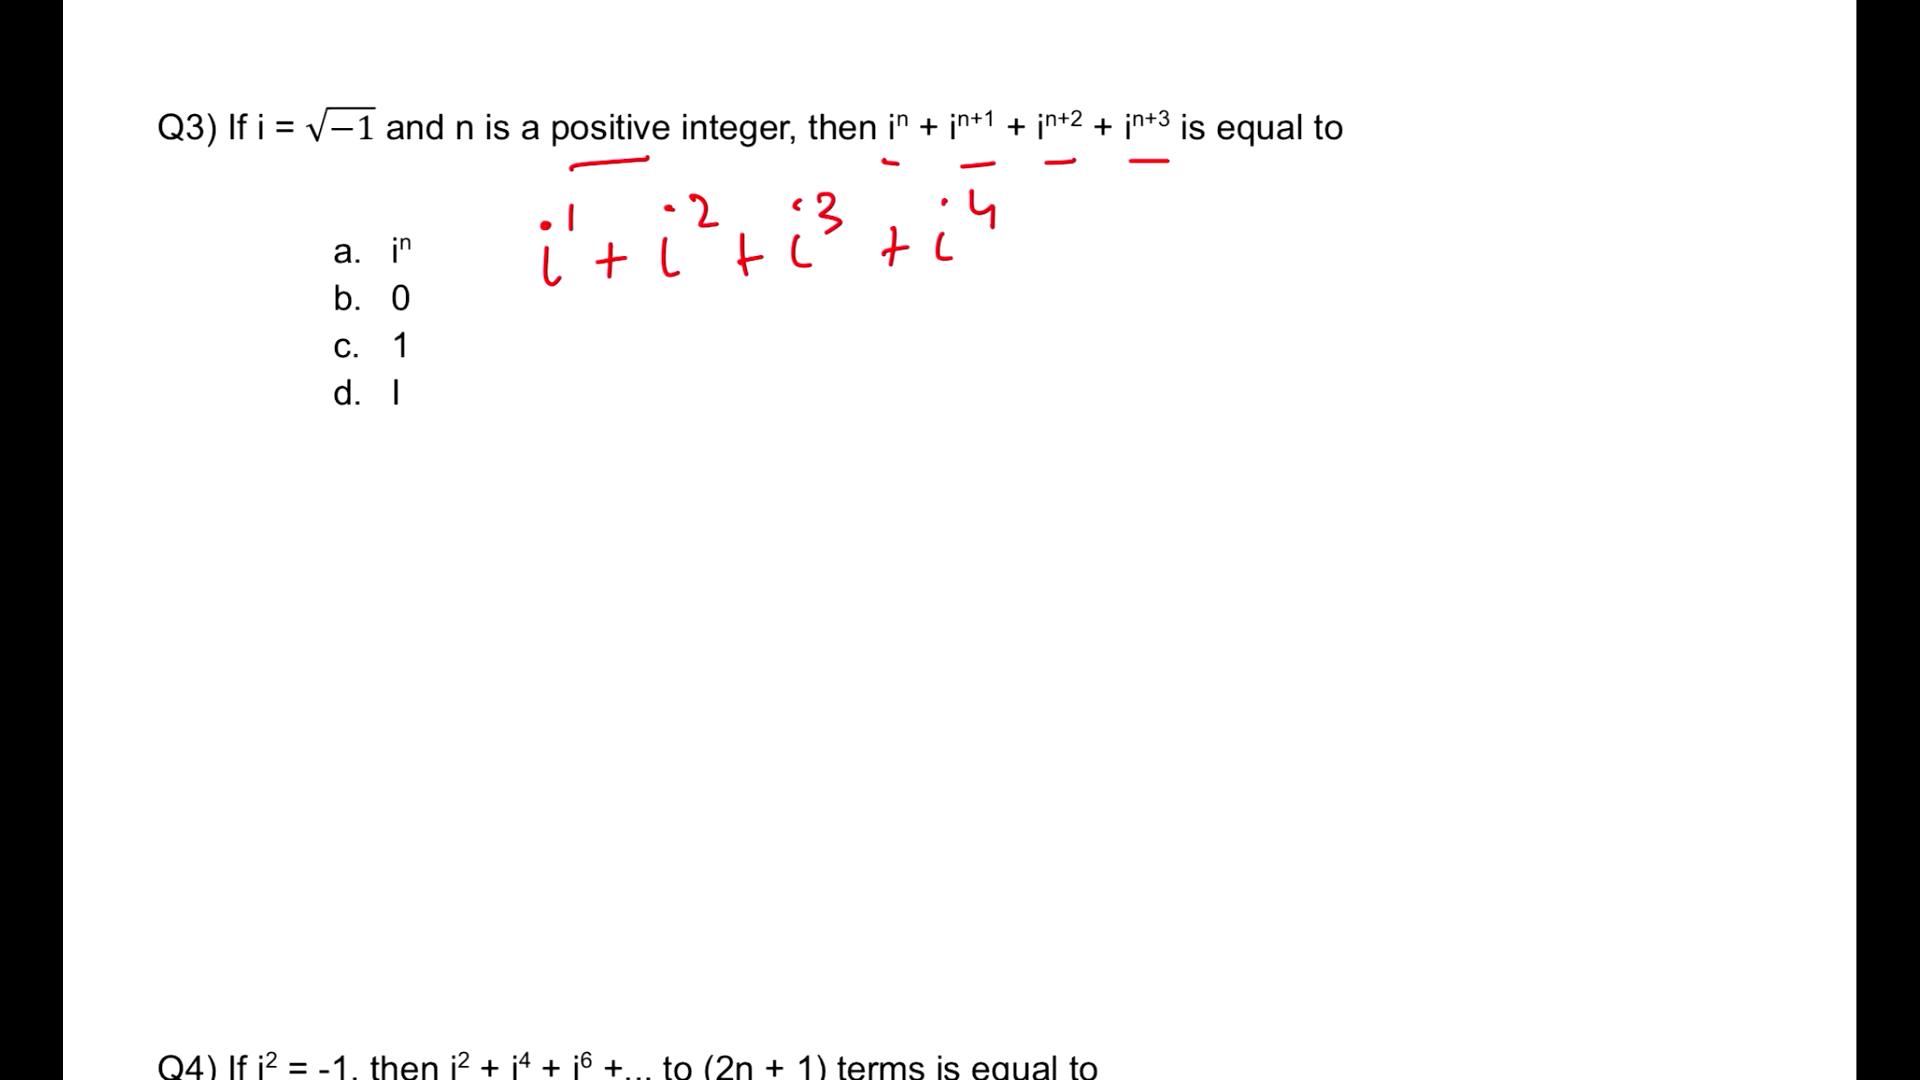 Q3) If i = √−1 and n is a positive integer, then iⁿ + iⁿ⁺¹ + iⁿ⁺² + iⁿ⁺³ is equal to
i¹ + i² + i³ + i⁴
a. iⁿ
b. 0
c. 1
d. I
Q4) If i² = -1, then i² + i⁴ + i⁶ +... to (2n + 1) terms is equal to